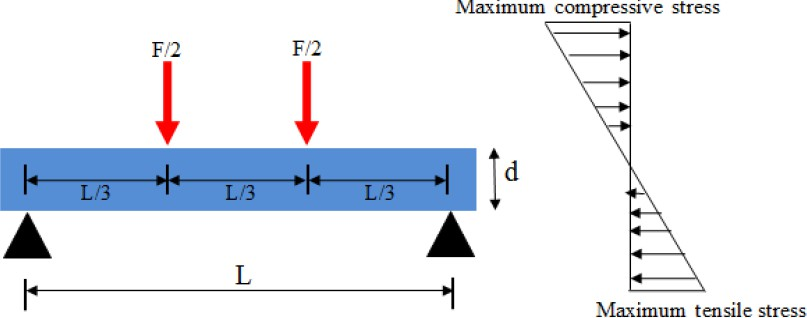 Maximum compressive stress
F/2
F/2
L/3
L/3
L/3
d
L
Maximum tensile stress